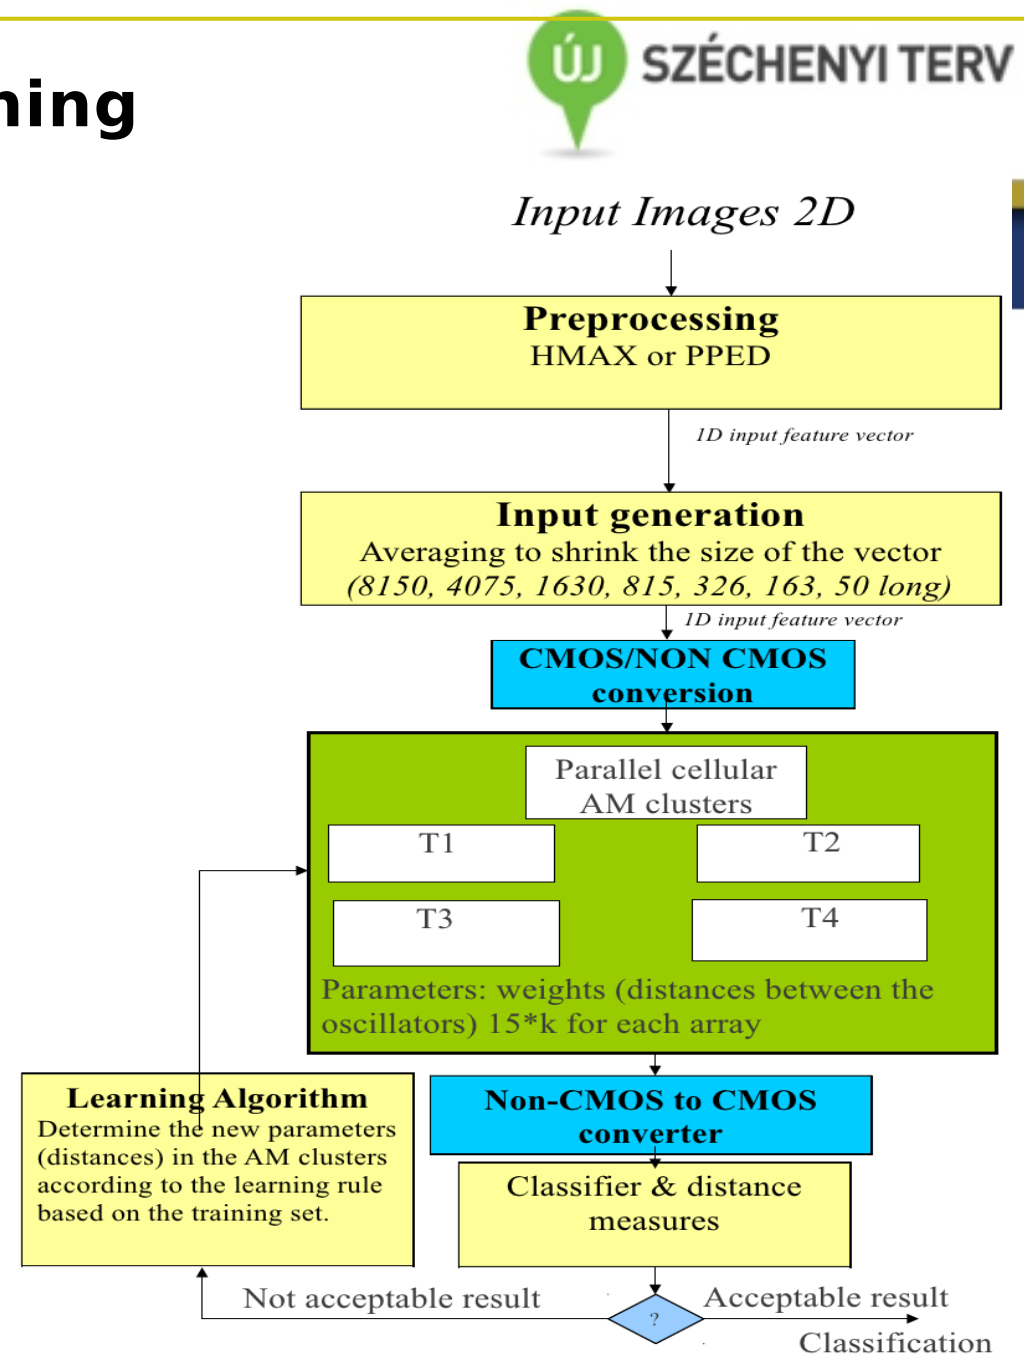 ÚJ SZÉCHENYI TERV
ning
Input Images 2D
Preprocessing
HMAX or PPED
1D input feature vector
Input generation
Averaging to shrink the size of the vector
(8150, 4075, 1630, 815, 326, 163, 50 long)
1D input feature vector
CMOS/NON CMOS
conversion
Parallel cellular
AM clusters
T1
T2
T3
T4
Parameters: weights (distances between the
oscillators) 15*k for each array
Learning Algorithm
Determine the new parameters
(distances) in the AM clusters
according to the learning rule
based on the training set.
Non-CMOS to CMOS
converter
Classifier & distance
measures
Not acceptable result
?
Acceptable result
Classification